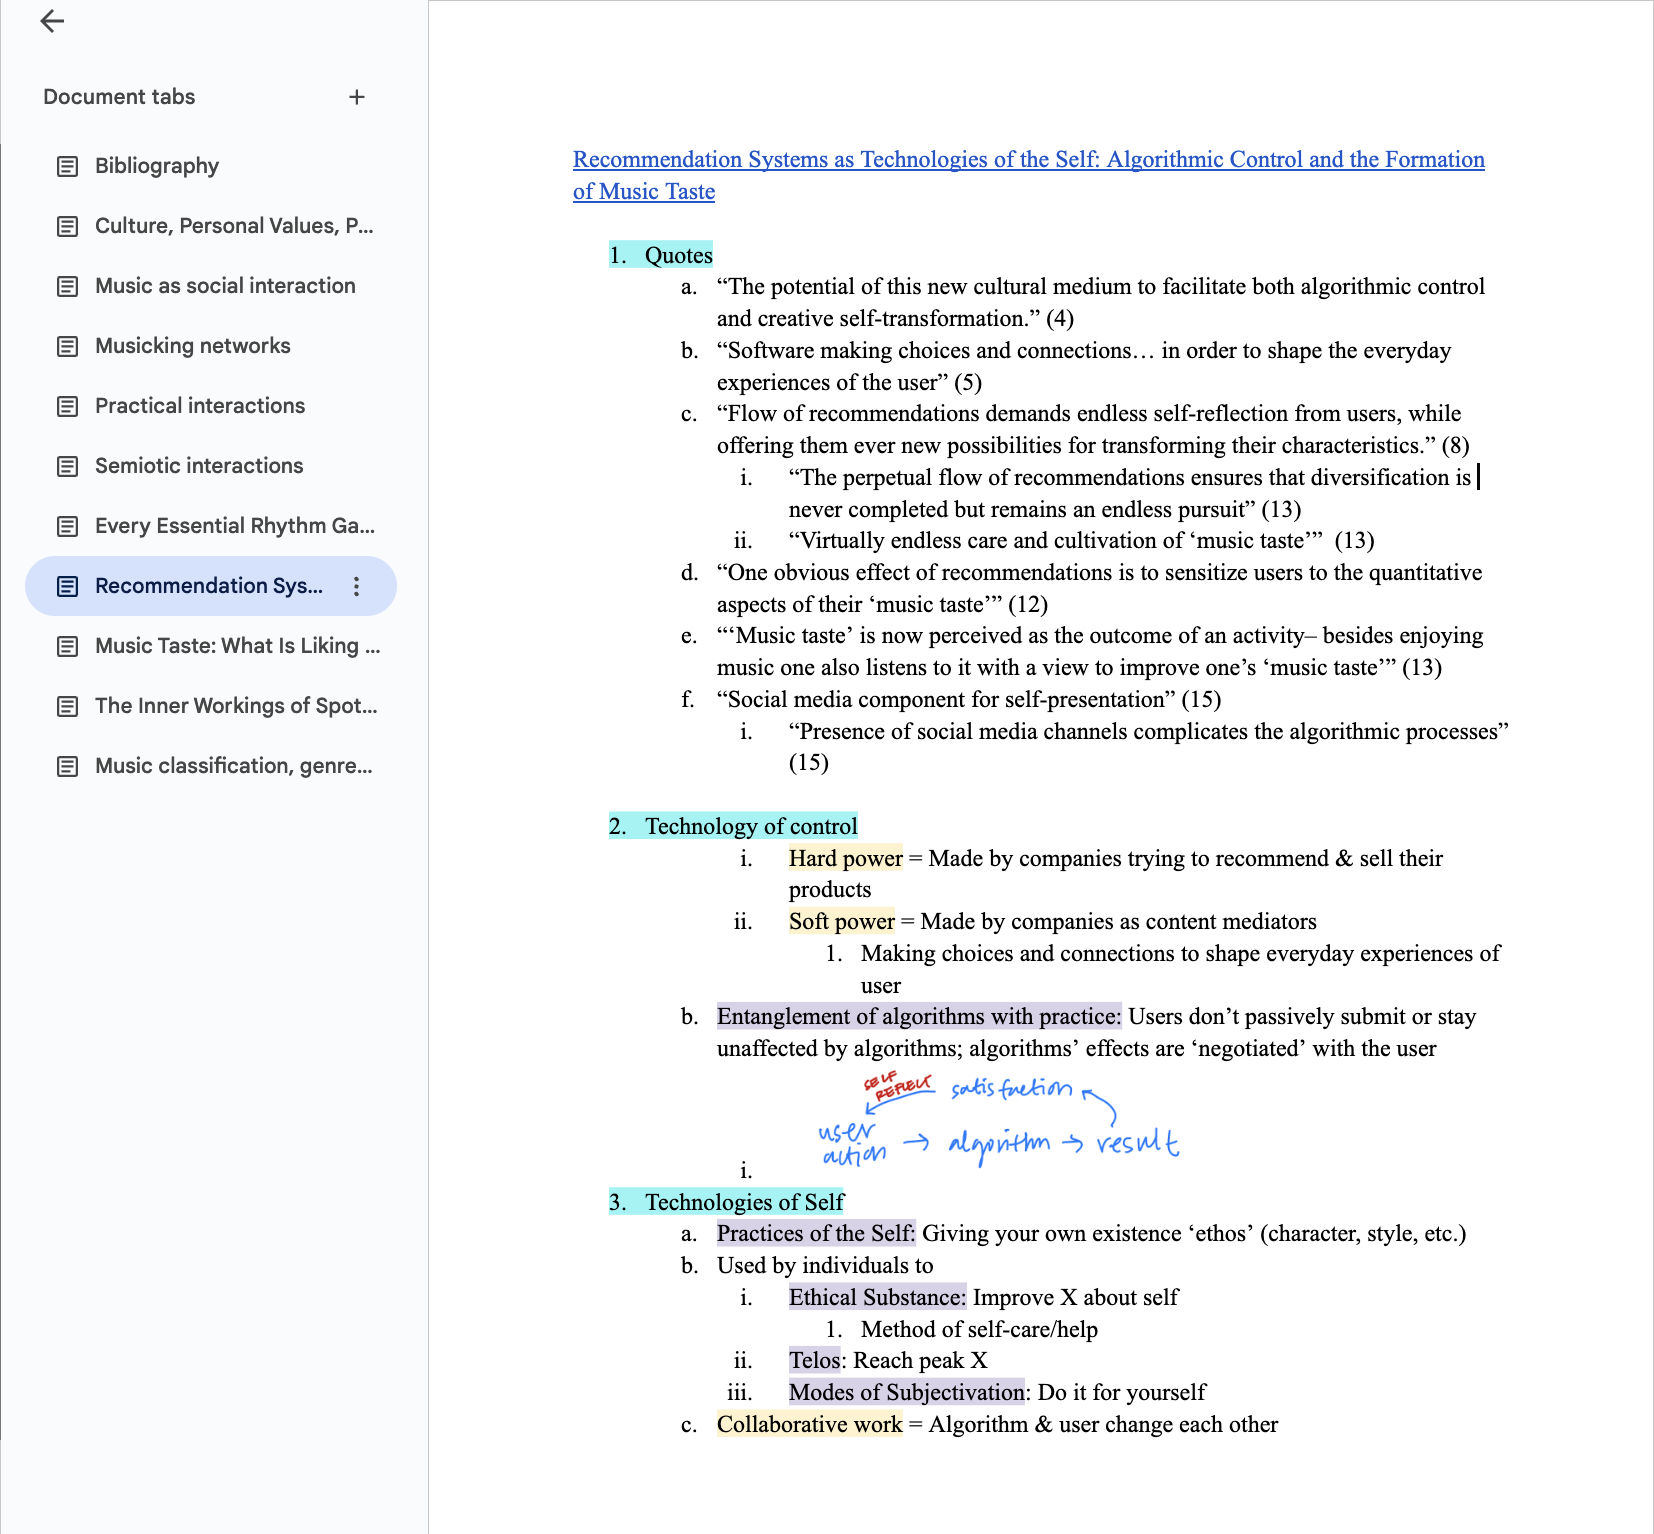 Document tabs
Bibliography
Culture, Personal Values, P...
Music as social interaction
Musicking networks
Practical interactions
Semiotic interactions
Every Essential Rhythm Ga...
Recommendation Sys...
Music Taste: What Is Liking ...
The Inner Workings of Spot...
Music classification, genre...
Recommendation Systems as Technologies of the Self: Algorithmic Control and the Formation
of Music Taste
1. Quotes
a. “The potential of this new cultural medium to facilitate both algorithmic control
and creative self-transformation.” (4)
b. “Software making choices and connections… in order to shape the everyday
experiences of the user” (5)
c. “Flow of recommendations demands endless self-reflection from users, while
offering them ever new possibilities for transforming their characteristics.” (8)
i. “The perpetual flow of recommendations ensures that diversification is
never completed but remains an endless pursuit” (13)
ii. “Virtually endless care and cultivation of ‘music taste’” (13)
d. “One obvious effect of recommendations is to sensitize users to the quantitative
aspects of their ‘music taste’” (12)
e. “‘Music taste’ is now perceived as the outcome of an activity– besides enjoying
music one also listens to it with a view to improve one’s ‘music taste’” (13)
f. “Social media component for self-presentation” (15)
i. “Presence of social media channels complicates the algorithmic processes”
(15)
2. Technology of control
i. Hard power = Made by companies trying to recommend & sell their
products
ii. Soft power = Made by companies as content mediators
1. Making choices and connections to shape everyday experiences of
user
b. Entanglement of algorithms with practice: Users don’t passively submit or stay
unaffected by algorithms; algorithms’ effects are ‘negotiated’ with the user
SELF
REFLECT satisfaction
user
action → algorithm → result
i.
3. Technologies of Self
a. Practices of the Self: Giving your own existence ‘ethos’ (character, style, etc.)
b. Used by individuals to
i. Ethical Substance: Improve X about self
1. Method of self-care/help
ii. Telos: Reach peak X
iii. Modes of Subjectivation: Do it for yourself
c. Collaborative work = Algorithm & user change each other